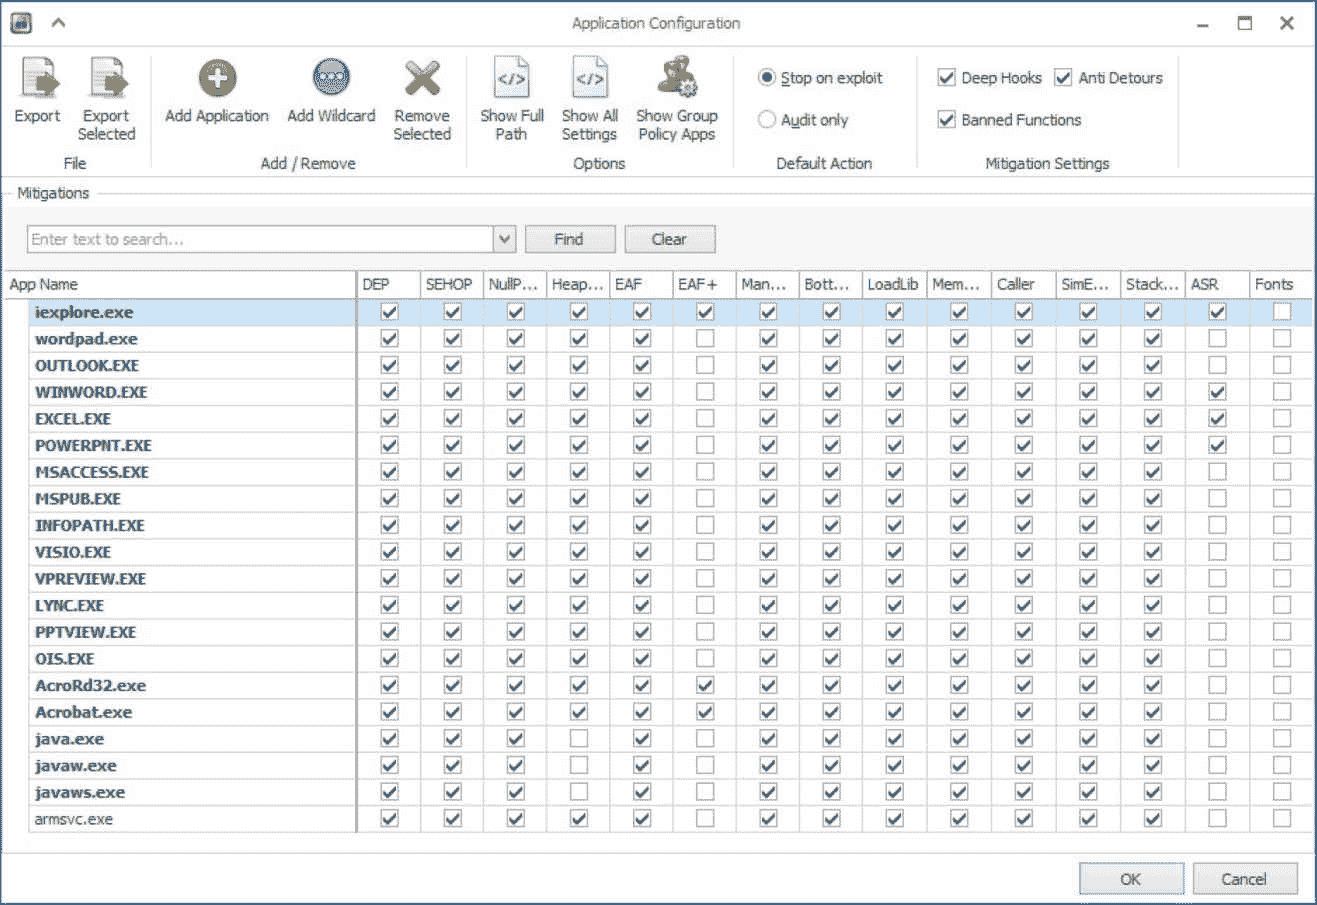 Application Configuration
Export
Export Selected
Add Application
Add Wildcard
Remove Selected
Show Full Path
Show All Settings
Show Group Policy Apps
Stop on exploit
Audit only
Deep Hooks
Anti Detours
Banned Functions
File
Add / Remove
Options
Default Action
Mitigation Settings
Mitigations
Enter text to search...
Find
Clear
App Name DEP SEHOP NullP... Heap... EAF EAF+ Man... Bott... LoadLib Mem... Caller SimE... Stack... ASR Fonts
iexplore.exe
wordpad.exe
OUTLOOK.EXE
WINWORD.EXE
EXCEL.EXE
POWERPNT.EXE
MSACCESS.EXE
MSPUB.EXE
INFOPATH.EXE
VISIO.EXE
VPREVIEW.EXE
LYNC.EXE
PPTVIEW.EXE
OIS.EXE
AcroRd32.exe
Acrobat.exe
java.exe
javaw.exe
javaws.exe
armsvc.exe
OK
Cancel